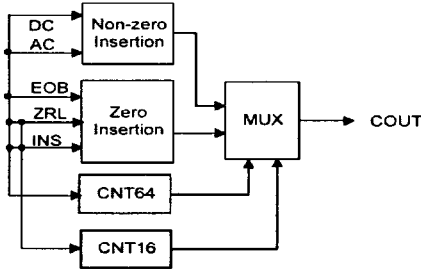 DC
AC
Non-zero
Insertion
EOB
ZRL
INS
Zero
Insertion
MUX
COUT
CNT64
CNT16